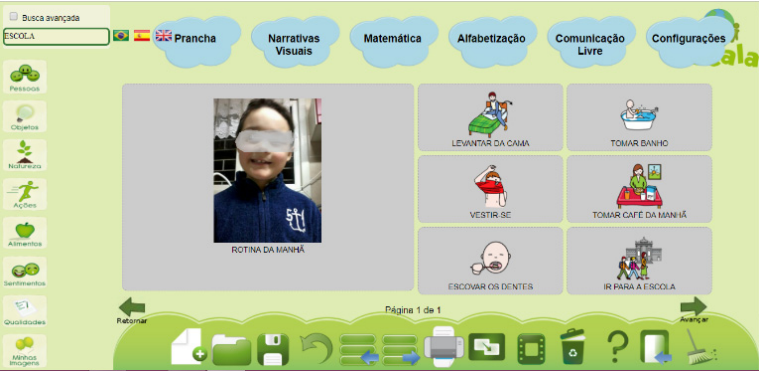 Busca avançada
ESCOLA
Prancha
Narrativas
Visuais
Matemática
Alfabetização
Comunicação
Livre
Configurações
ala
Pessoas
Objetos
Natureza
Ações
Alimentos
Sentimentos
Qualidades
Minhas
Imagens
ROTINA DA MANHÃ
LEVANTAR DA CAMA
TOMAR BANHO
VESTIR-SE
TOMAR CAFÉ DA MANHÃ
ESCOVAR OS DENTES
IR PARA A ESCOLA
Retornar
Página 1 de 1
Avançar